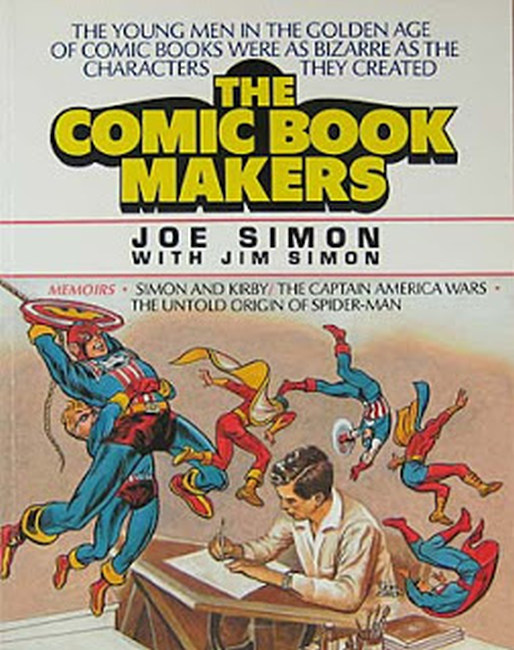 THE YOUNG MEN IN THE GOLDEN AGE
OF COMIC BOOKS WERE AS BIZARRE AS THE
CHARACTERS THEY CREATED
THE
COMIC BOOK
MAKERS
JOE SIMON
WITH JIM SIMON
MEMOIRS • SIMON AND KIRBY/ THE CAPTAIN AMERICA WARS •
THE UNTOLD ORIGIN OF SPIDER-MAN